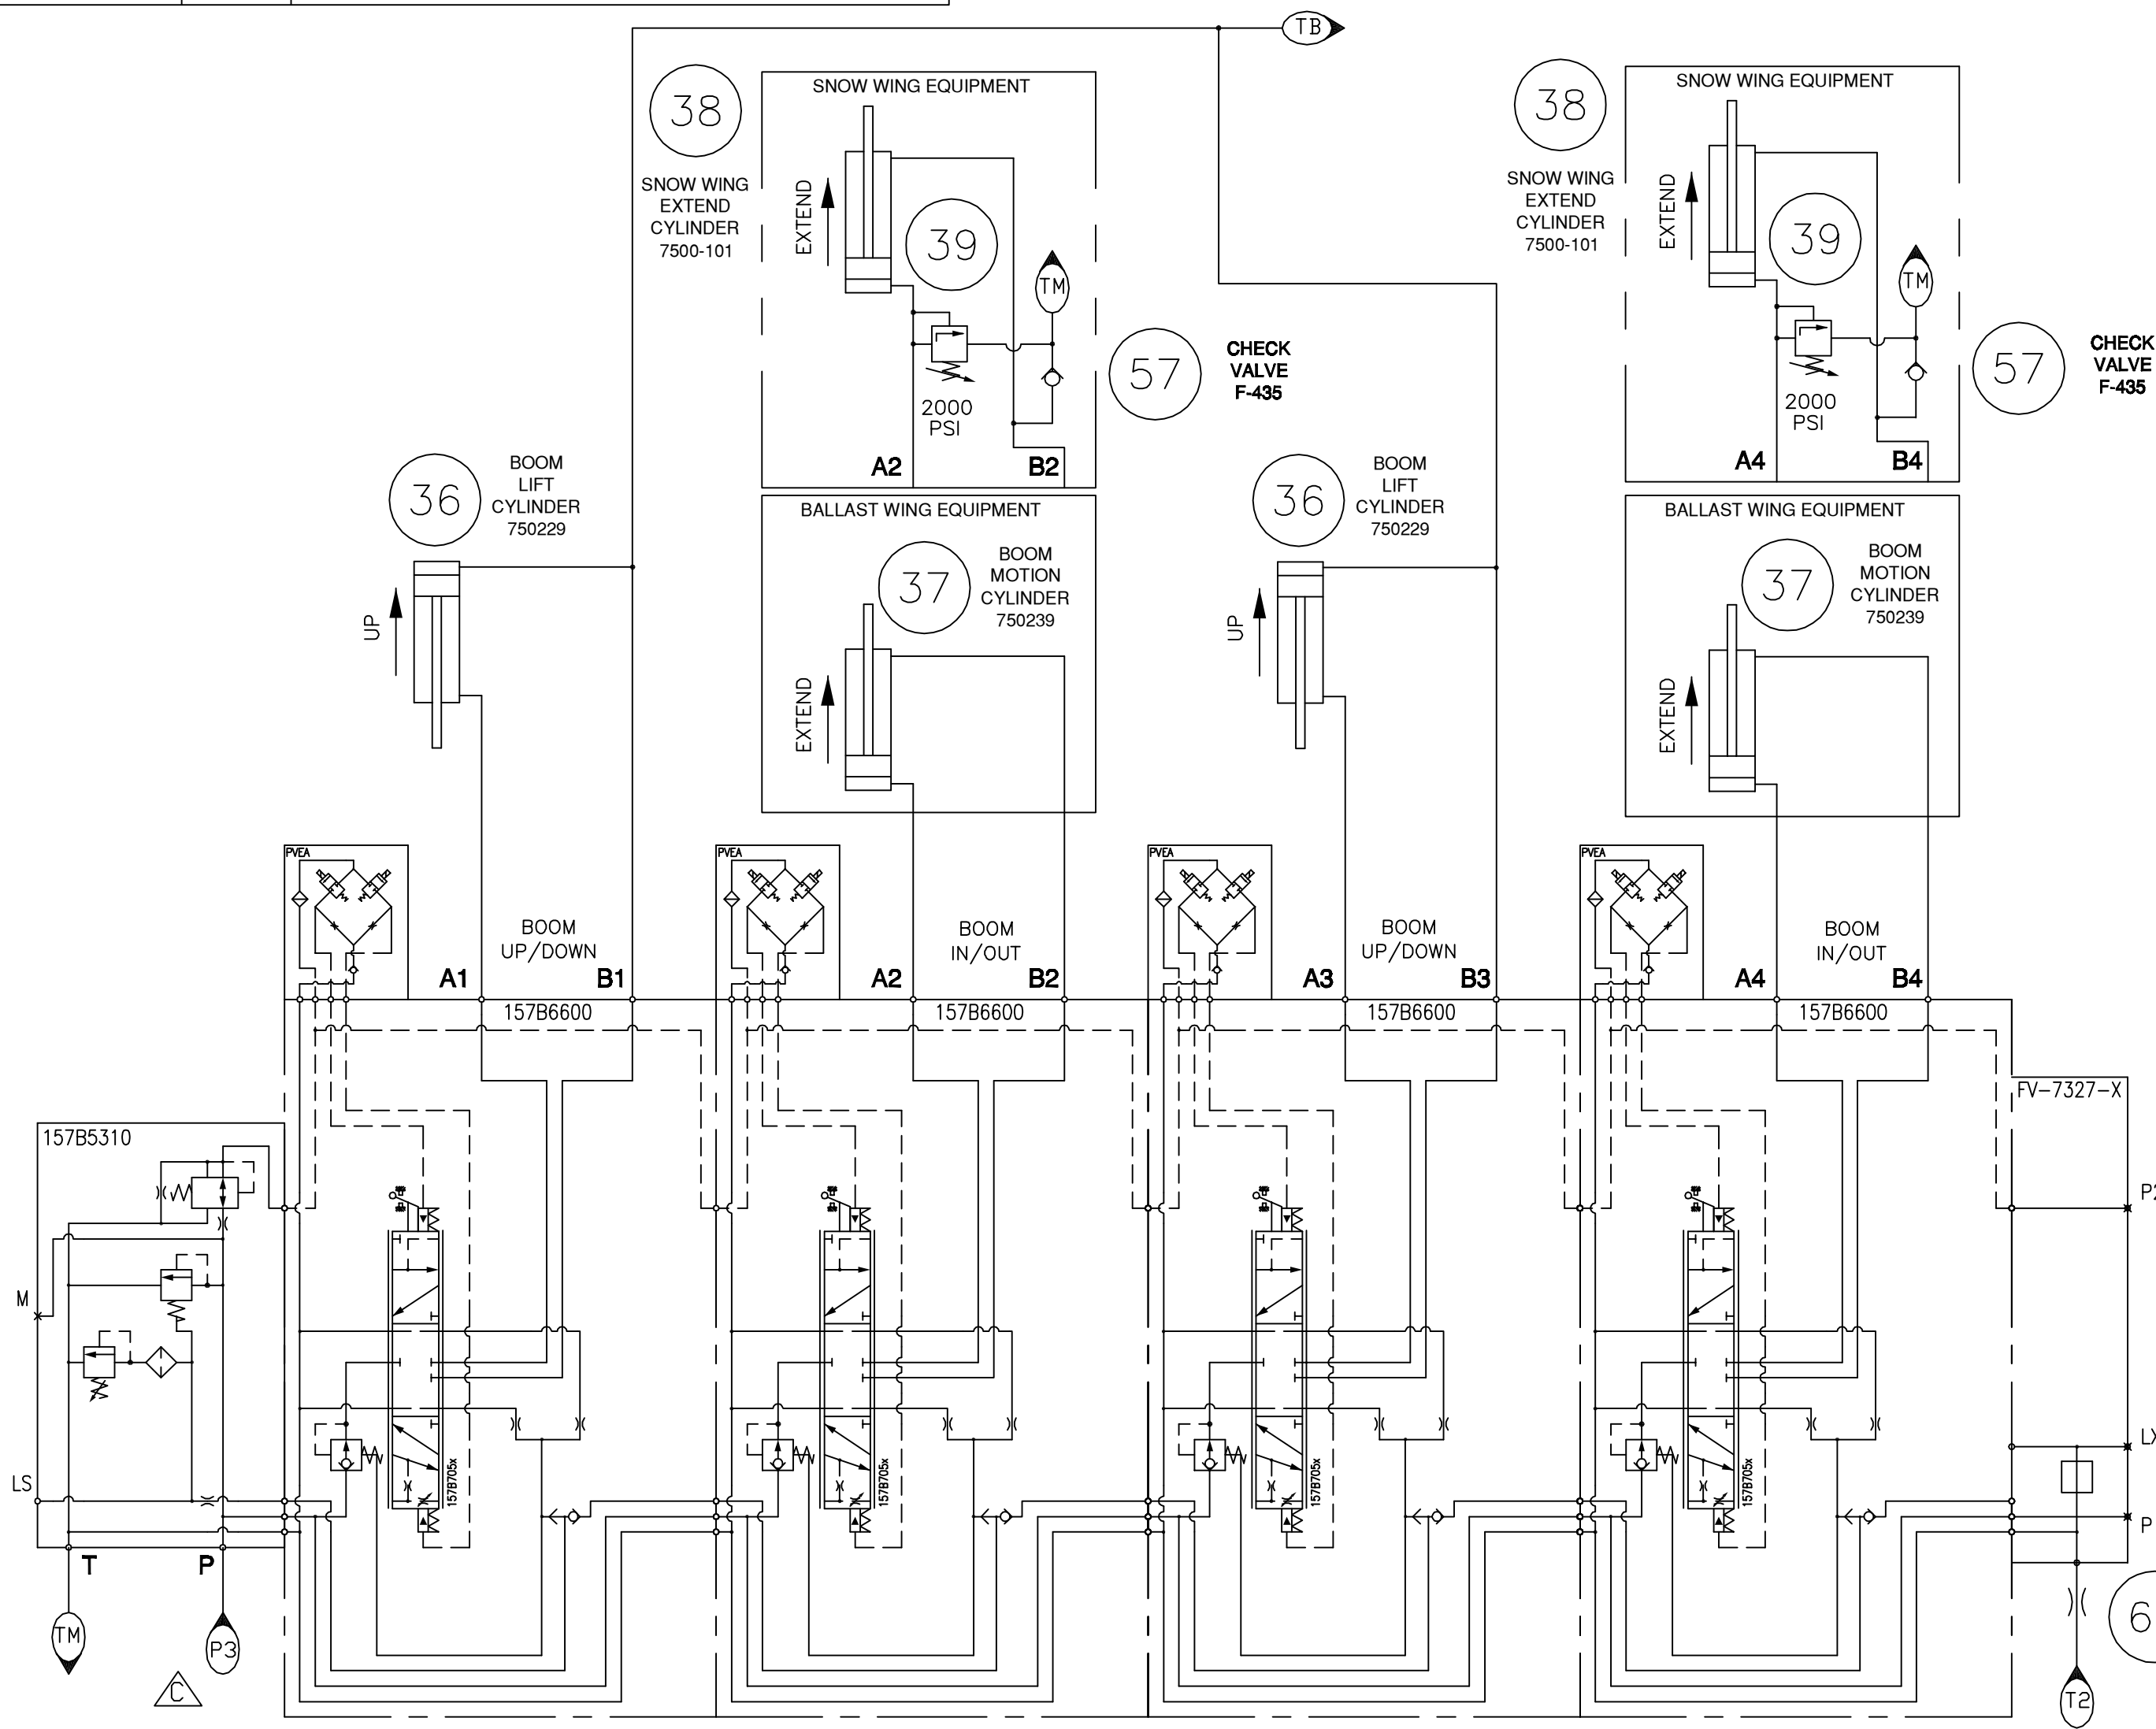 TB
38
SNOW WING EQUIPMENT
SNOW WING
EXTEND
CYLINDER
7500-101
EXTEND
39
TM
2000
PSI
A2
B2
57
CHECK
VALVE
F-435
38
SNOW WING EQUIPMENT
SNOW WING
EXTEND
CYLINDER
7500-101
EXTEND
39
TM
2000
PSI
A4
B4
57
CHECK
VALVE
F-435
36
BOOM
LIFT
CYLINDER
750229
UP
BALLAST WING EQUIPMENT
37
BOOM
MOTION
CYLINDER
750239
EXTEND
36
BOOM
LIFT
CYLINDER
750229
UP
BALLAST WING EQUIPMENT
37
BOOM
MOTION
CYLINDER
750239
EXTEND
PVEA
BOOM
UP/DOWN
A1
B1
157B6600
PVEA
BOOM
IN/OUT
A2
B2
157B6600
PVEA
BOOM
UP/DOWN
A3
B3
157B6600
PVEA
BOOM
IN/OUT
A4
B4
157B6600
FV-7327-X
157B5310
M
LS
T
P
TM
P3
C
157B705x
157B705x
157B705x
157B705x
LX
P
6
T2